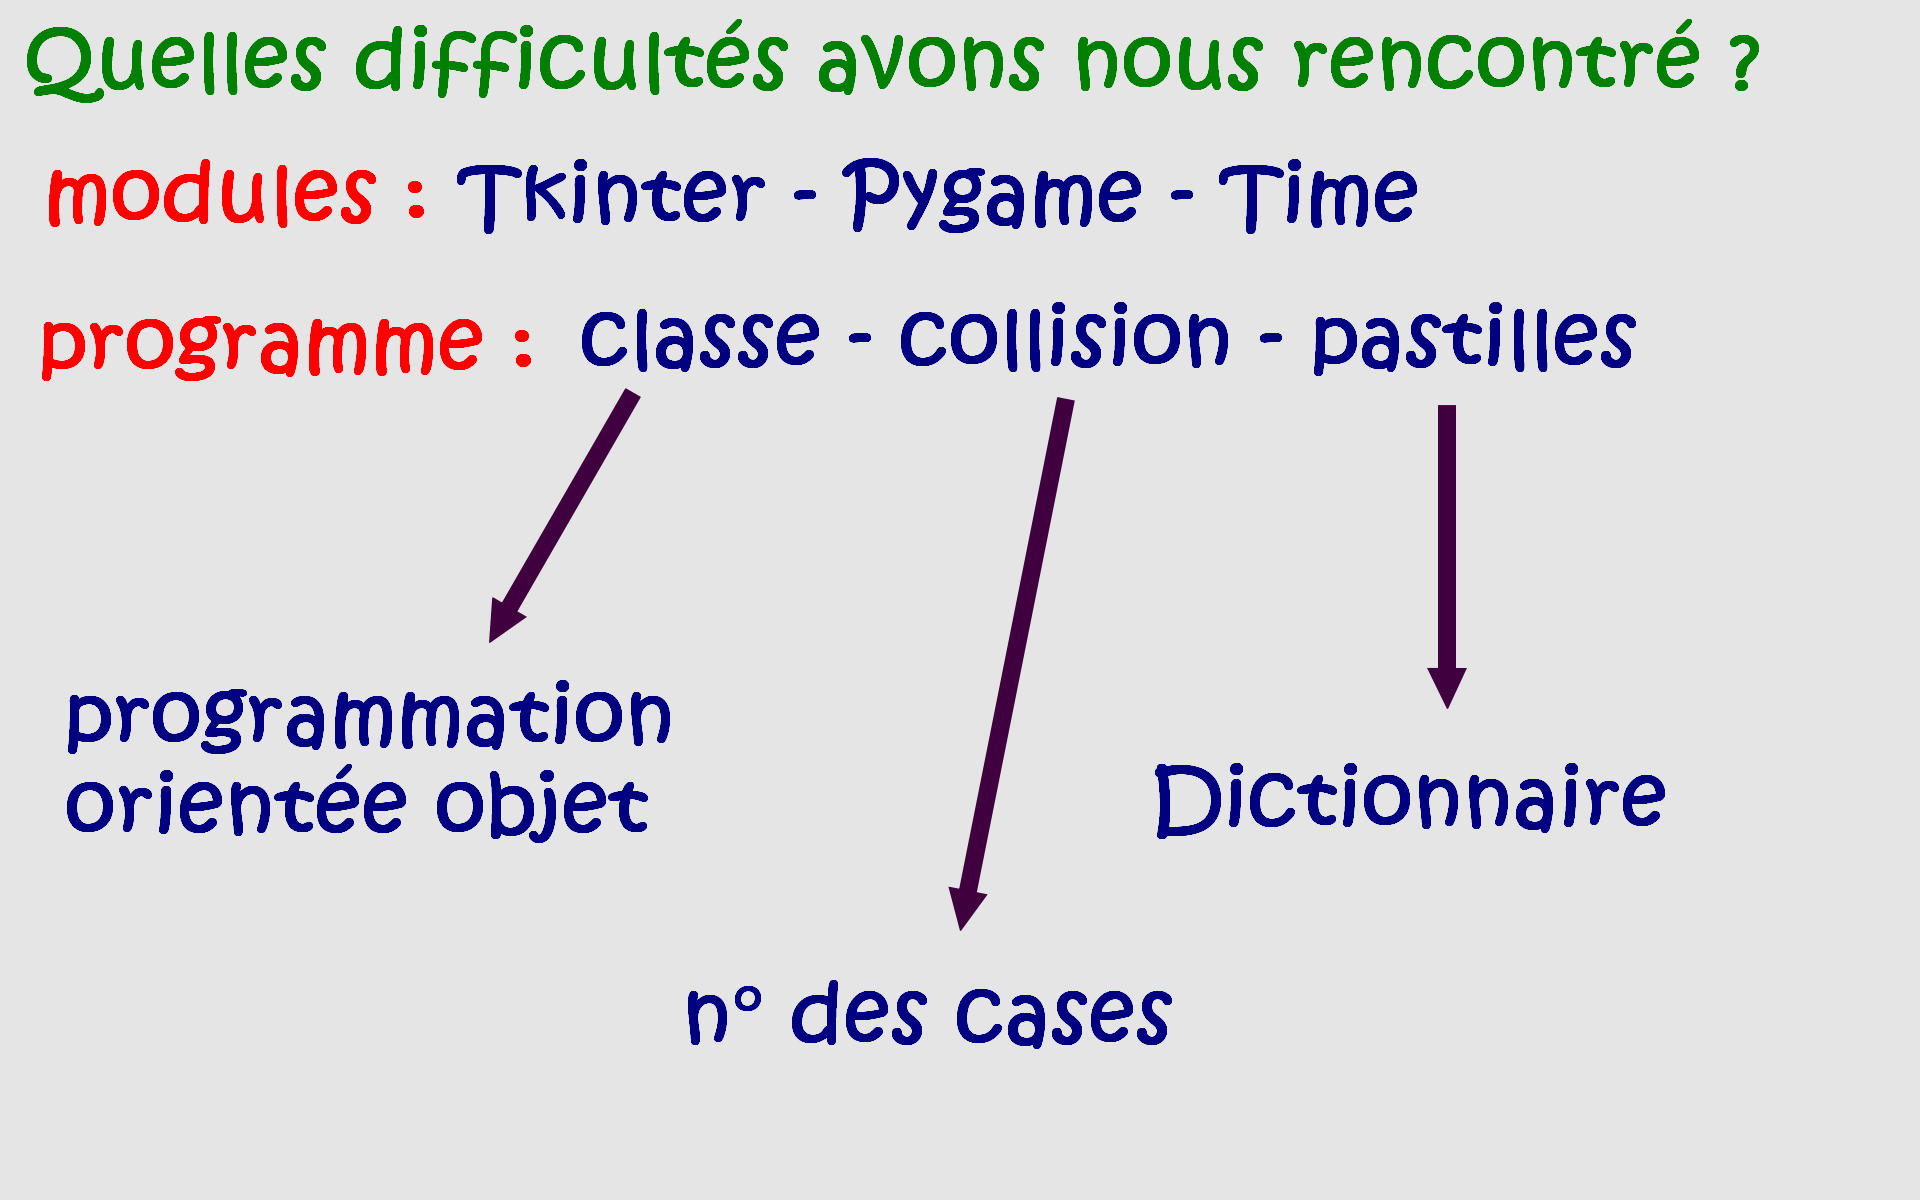 Quelles difficultés avons nous rencontré ?
modules : Tkinter - Pygame - Time
programme : classe - collision - pastilles
programmation
orientée objet
Dictionnaire
n° des cases